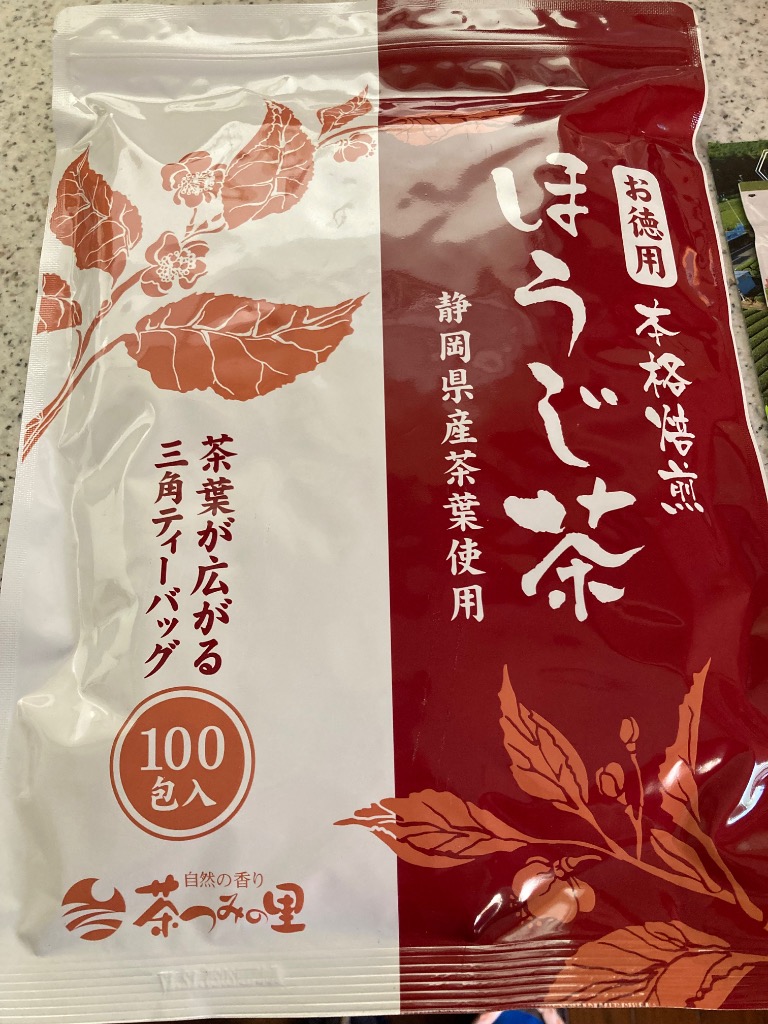 お徳用
本格焙煎
ほうじ茶
静岡県産茶葉使用
茶葉が広がる
三角ティーバッグ
100
包入
自然の香り
茶つみの里